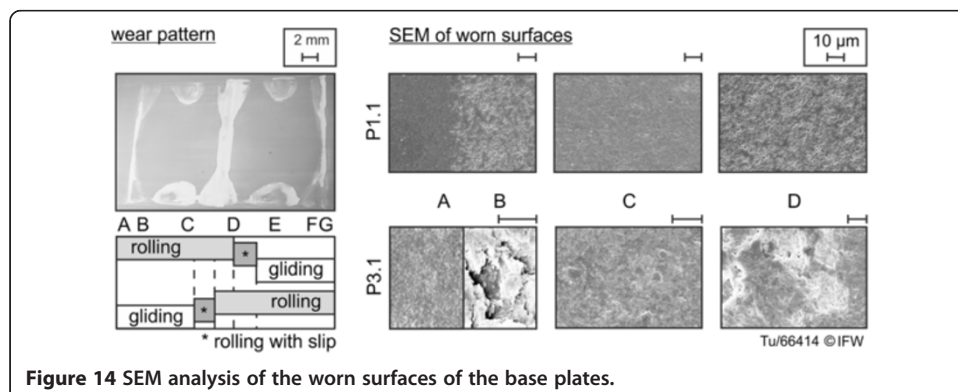 wear pattern
2 mm
SEM of worn surfaces
10 µm
P1.1
A B C D E F G
A B C D
rolling
*
gliding
rolling
*
gliding
* rolling with slip
P3.1
Tu/66414 © IFW
Figure 14 SEM analysis of the worn surfaces of the base plates.